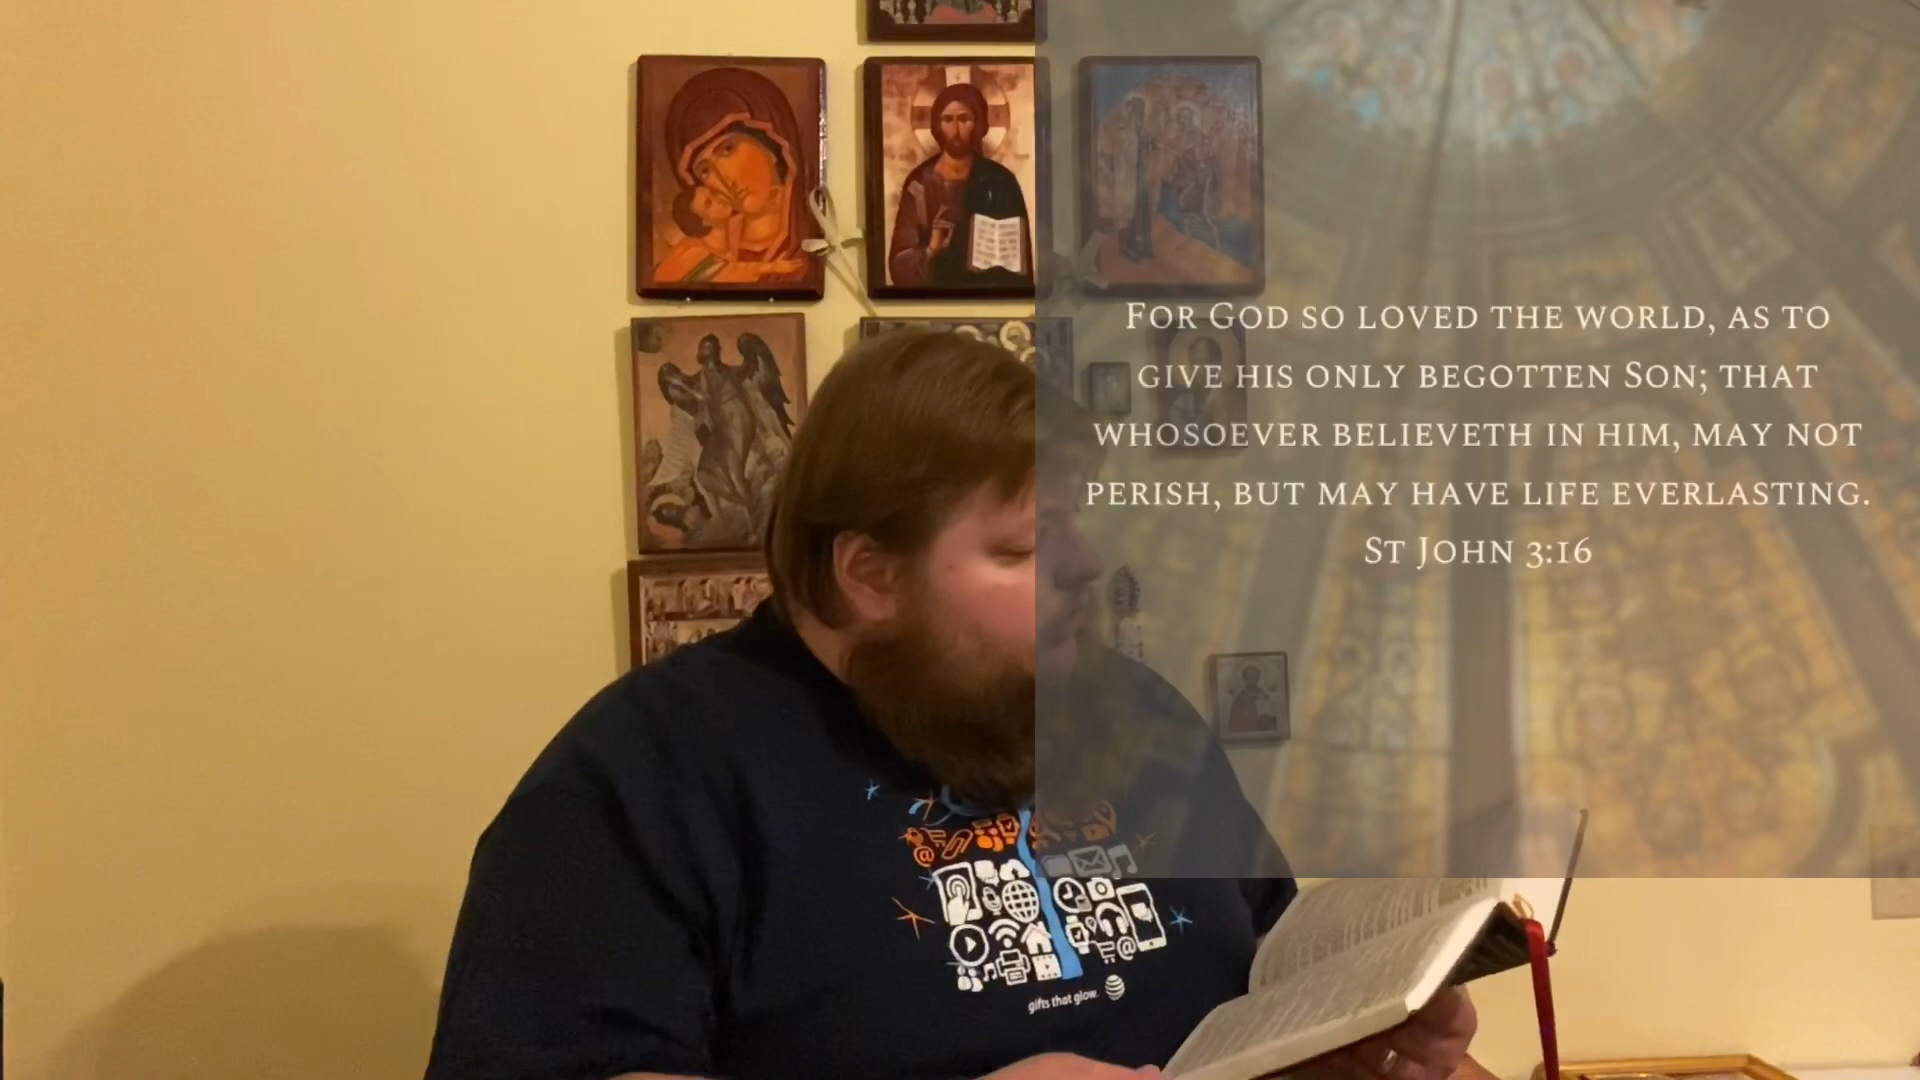 For God so loved the world, as to
give his only begotten Son; that
whosoever believeth in him, may not
perish, but may have life everlasting.
St John 3:16
gifts that glow.